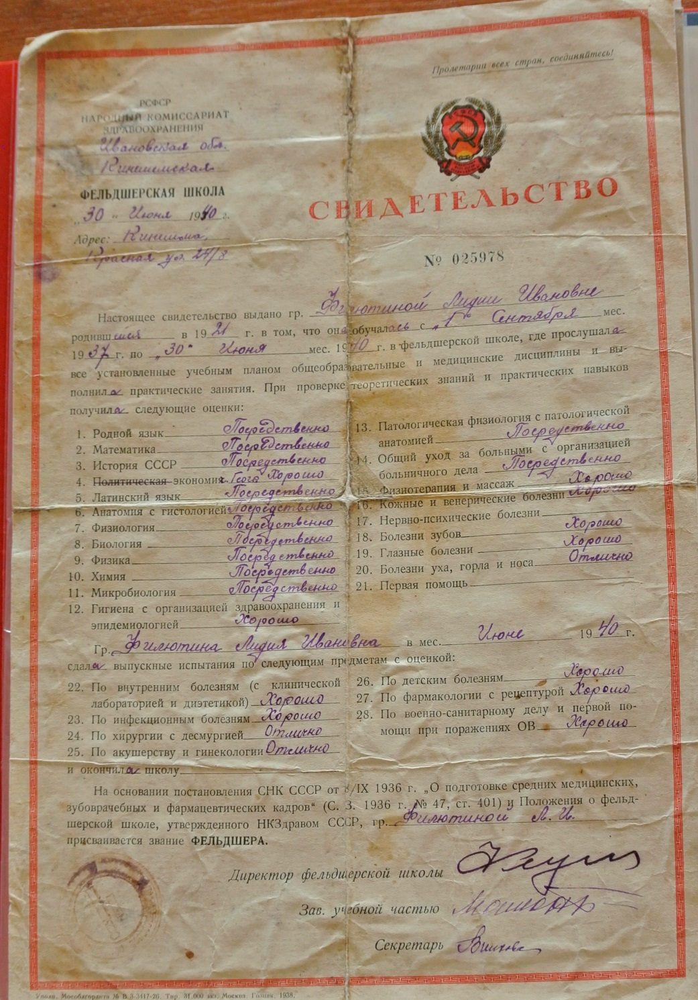 Пролетарии всех стран, соединяйтесь!
РСФСР
НАРОДНЫЙ КОМИССАРИАТ
ЗДРАВООХРАНЕНИЯ
Ивановская обл.
Кинешемская
ФЕЛЬДШЕРСКАЯ ШКОЛА
„30" Июня 1940 г.
Адрес: Кинешма,
Красная ул. 24/8
СВИДЕТЕЛЬСТВО
№ 025978
Настоящее свидетельство выдано гр. Филютиной Лидии Ивановне
родившейся в 1921 г. в том, что она обучалась с „1" Сентября мес.
1937 г. по „30" Июня мес. 1940 г. в фельдшерской школе, где прослушала
все установленные учебным планом общеобразовательные и медицинские дисциплины и вы-
полнила практические занятия. При проверке теоретических знаний и практических навыков
получила следующие оценки:
1. Родной язык Посредственно
2. Математика Посредственно
3. История СССР Посредственно
4. Политическая экономия Геогр Хорошо
5. Латинский язык Посредственно
6. Анатомия с гистологией Посредственно
7. Физиология Посредственно
8. Биология Посредственно
9. Физика Посредственно
10. Химия Посредственно
11. Микробиология Посредственно
12. Гигиена с организацией здравоохранения и
эпидемиологией Хорошо
13. Патологическая физиология с патологической
анатомией Посредственно
14. Общий уход за больными с организацией
больничного дела Посредственно
15. Физиотерапия и массаж Хорошо
16. Кожные и венерические болезни Хорошо
17. Нервно-психические болезни
18. Болезни зубов Хорошо
19. Глазные болезни Хорошо
20. Болезни уха, горла и носа Отлично
21. Первая помощь
Гр. Филютина Лидия Ивановна в мес. Июне 1940 г.
сдала выпускные испытания по следующим предметам с оценкой:
22. По внутренним болезням (с клинической
лабораторией и диэтетикой) Хорошо
23. По инфекционным болезням Хорошо
24. По хирургии с десмургией Отлично
25. По акушерству и гинекологии Отлично
26. По детским болезням Хорошо
27. По фармакологии с рецептурой Хорошо
28. По военно-санитарному делу и первой по-
мощи при поражениях ОВ Хорошо
и окончила школу
На основании постановления СНК СССР от 8/IX 1936 г. „О подготовке средних медицинских,
зубоврачебных и фармацевтических кадров" (С. З. 1936 г. № 47, ст. 401) и Положения о фельд-
шерской школе, утвержденного НКЗдравом СССР, гр. Филютиной Л. И.
присваивается звание ФЕЛЬДШЕРА.
Директор фельдшерской школы
Зав. учебной частью
Секретарь
Уполн. Мособлгорлита № В 3-3417-26. Тир. 31.000 экз. Москва. Гознак. 1938.